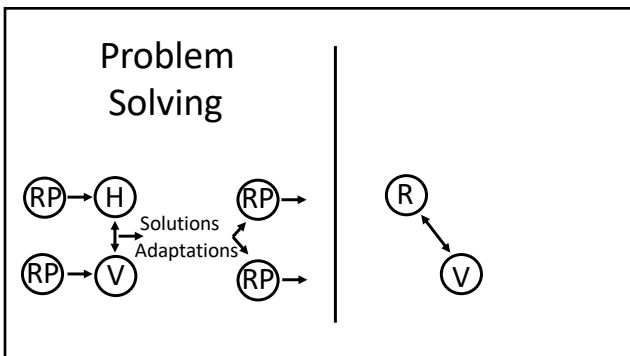 Problem
Solving
RP H RP R
Solutions
Adaptations
RP V RP V